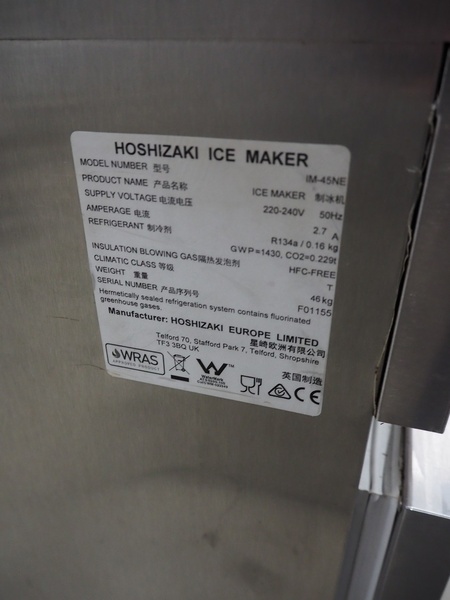 HOSHIZAKI ICE MAKER
MODEL NUMBER 型号 IM-45NE
PRODUCT NAME 产品名称 ICE MAKER 制冰机
SUPPLY VOLTAGE 电流电压 220-240V 50Hz
AMPERAGE 电流 2.7 A
REFRIGERANT 制冷剂 R134a / 0.16 kg
GWP=1430, CO2=0.229t
INSULATION BLOWING GAS隔热发泡剂 HFC-FREE
CLIMATIC CLASS 等级 T
WEIGHT 重量 46 kg
SERIAL NUMBER 产品序列号 F01155
Hermetically sealed refrigeration system contains fluorinated
greenhouse gases.
Manufacturer: HOSHIZAKI EUROPE LIMITED
星崎欧洲有限公司
Telford 70, Stafford Park 7, Telford, Shropshire
TF3 3BQ UK
英国制造
WRAS
APPROVED PRODUCT
CE